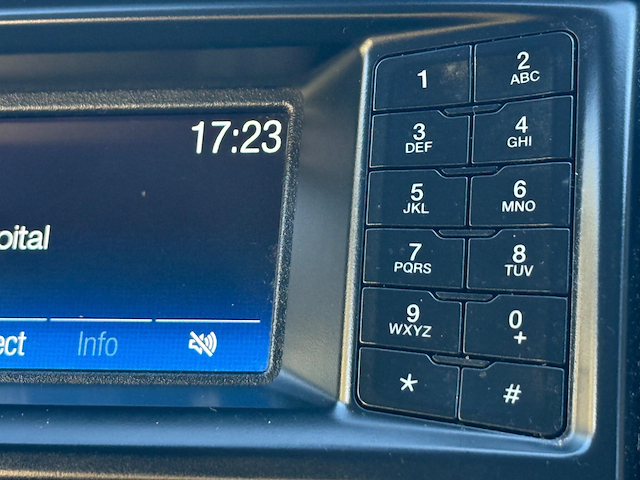 17:23
pital
ect Info
1
2
ABC
3
DEF
4
GHI
5
JKL
6
MNO
7
PQRS
8
TUV
9
WXYZ
0
+
*
#